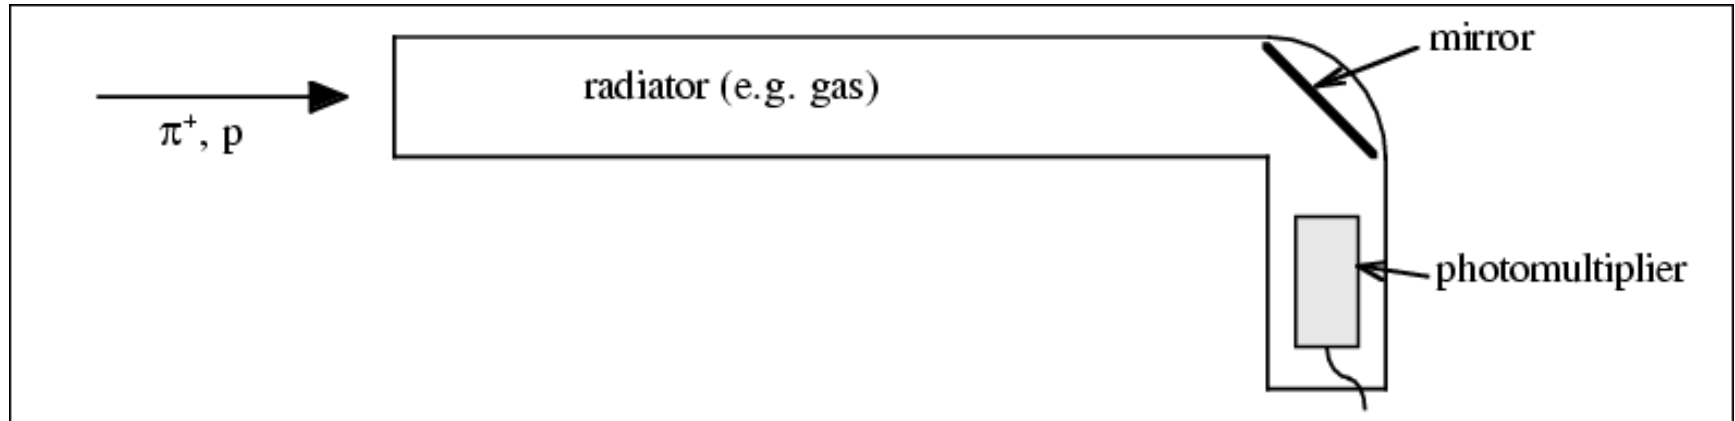 mirror
radiator (e.g. gas)
π⁺, p
photomultiplier